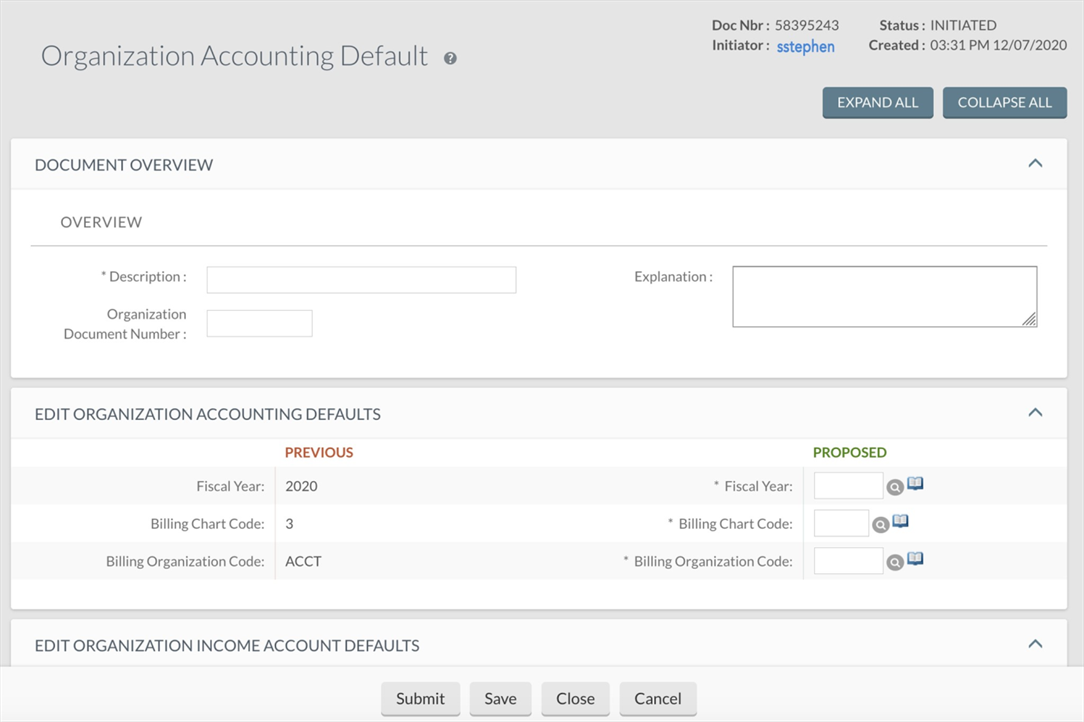 Doc Nbr : 58395243 Status : INITIATED
Organization Accounting Default ?
Initiator : sstephen Created : 03:31 PM 12/07/2020
EXPAND ALL COLLAPSE ALL
DOCUMENT OVERVIEW
OVERVIEW
* Description : Explanation :
Organization
Document Number :
EDIT ORGANIZATION ACCOUNTING DEFAULTS
PREVIOUS PROPOSED
Fiscal Year: 2020 * Fiscal Year:
Billing Chart Code: 3 * Billing Chart Code:
Billing Organization Code: ACCT * Billing Organization Code:
EDIT ORGANIZATION INCOME ACCOUNT DEFAULTS
Submit Save Close Cancel